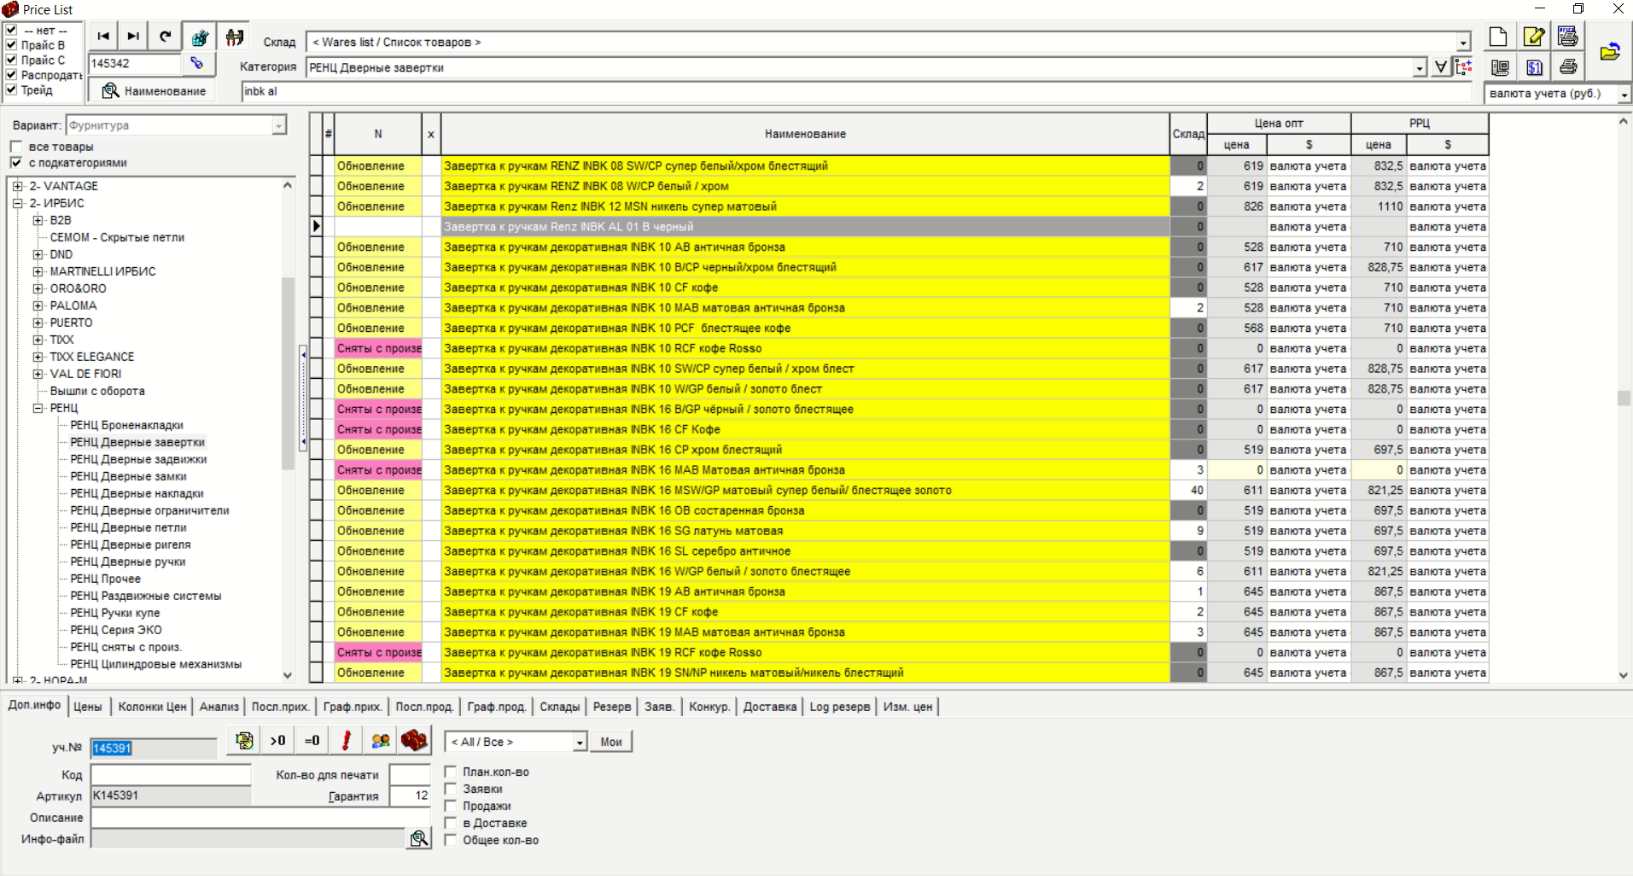 Price List
-- нет --
Прайс B
Прайс C
Распродать
Трейд
145342
Наименование
Склад
< Wares list / Список товаров >
Категория
РЕНЦ Дверные завертки
inbk al
валюта учета (руб.)
Вариант:
Фурнитура
все товары
с подкатегориями
2- VANTAGE
2- ИРБИС
B2B
CEMOM - Скрытые петли
DND
MARTINELLI ИРБИС
ORO&ORO
PALOMA
PUERTO
TIXX
TIXX ELEGANCE
VAL DE FIORI
Вышли с оборота
РЕНЦ
РЕНЦ Броненакладки
РЕНЦ Дверные завертки
РЕНЦ Дверные задвижки
РЕНЦ Дверные замки
РЕНЦ Дверные накладки
РЕНЦ Дверные ограничители
РЕНЦ Дверные петли
РЕНЦ Дверные ригеля
РЕНЦ Дверные ручки
РЕНЦ Прочее
РЕНЦ Раздвижные системы
РЕНЦ Ручки купе
РЕНЦ Серия ЭКО
РЕНЦ сняты с произ.
РЕНЦ Цилиндровые механизмы
2- НОРА-М
# N x Наименование Склад Цена опт РРЦ
цена $ цена $
Обновление Завертка к ручкам RENZ INBK 08 SW/CP супер белый/хром блестящий 0 619 валюта учета 832,5 валюта учета
Обновление Завертка к ручкам RENZ INBK 08 W/CP белый / хром 2 619 валюта учета 832,5 валюта учета
Обновление Завертка к ручкам Renz INBK 12 MSN никель супер матовый 0 826 валюта учета 1110 валюта учета
Завертка к ручкам Renz INBK AL 01 B черный 0 валюта учета валюта учета
Обновление Завертка к ручкам декоративная INBK 10 AB античная бронза 0 528 валюта учета 710 валюта учета
Обновление Завертка к ручкам декоративная INBK 10 B/CP черный/хром блестящий 0 617 валюта учета 828,75 валюта учета
Обновление Завертка к ручкам декоративная INBK 10 CF кофе 0 528 валюта учета 710 валюта учета
Обновление Завертка к ручкам декоративная INBK 10 MAB матовая античная бронза 2 528 валюта учета 710 валюта учета
Обновление Завертка к ручкам декоративная INBK 10 PCF блестящее кофе 0 568 валюта учета 710 валюта учета
Сняты с произве Завертка к ручкам декоративная INBK 10 RCF кофе Rosso 0 0 валюта учета 0 валюта учета
Обновление Завертка к ручкам декоративная INBK 10 SW/CP супер белый / хром блест 0 617 валюта учета 828,75 валюта учета
Обновление Завертка к ручкам декоративная INBK 10 W/GP белый / золото блест 0 617 валюта учета 828,75 валюта учета
Сняты с произве Завертка к ручкам декоративная INBK 16 B/GP чёрный / золото блестящее 0 0 валюта учета 0 валюта учета
Сняты с произве Завертка к ручкам декоративная INBK 16 CF Кофе 0 0 валюта учета 0 валюта учета
Обновление Завертка к ручкам декоративная INBK 16 CP хром блестящий 0 519 валюта учета 697,5 валюта учета
Сняты с произве Завертка к ручкам декоративная INBK 16 MAB Матовая античная бронза 3 0 валюта учета 0 валюта учета
Обновление Завертка к ручкам декоративная INBK 16 MSW/GP матовый супер белый/ блестящее золото 40 611 валюта учета 821,25 валюта учета
Обновление Завертка к ручкам декоративная INBK 16 OB состаренная бронза 0 519 валюта учета 697,5 валюта учета
Обновление Завертка к ручкам декоративная INBK 16 SG латунь матовая 9 519 валюта учета 697,5 валюта учета
Обновление Завертка к ручкам декоративная INBK 16 SL серебро античное 0 519 валюта учета 697,5 валюта учета
Обновление Завертка к ручкам декоративная INBK 16 W/GP белый / золото блестящее 6 611 валюта учета 821,25 валюта учета
Обновление Завертка к ручкам декоративная INBK 19 AB античная бронза 1 645 валюта учета 867,5 валюта учета
Обновление Завертка к ручкам декоративная INBK 19 CF кофе 2 645 валюта учета 867,5 валюта учета
Обновление Завертка к ручкам декоративная INBK 19 MAB матовая античная бронза 3 645 валюта учета 867,5 валюта учета
Сняты с произве Завертка к ручкам декоративная INBK 19 RCF кофе Rosso 0 0 валюта учета 0 валюта учета
Обновление Завертка к ручкам декоративная INBK 19 SN/NP никель матовый/никель блестящий 0 645 валюта учета 867,5 валюта учета
Доп.инфо Цены Колонки Цен Анализ Посл.прих. Граф.прих. Посл.прод. Граф.прод. Склады Резерв Заяв. Конкур. Доставка Log резерв Изм. цен
уч.№ 145391 >0 =0 < All / Все > Мои
Код Кол-во для печати
Артикул K145391 Гарантия 12
Описание
Инфо-файл
План.кол-во
Заявки
Продажи
в Доставке
Общее кол-во